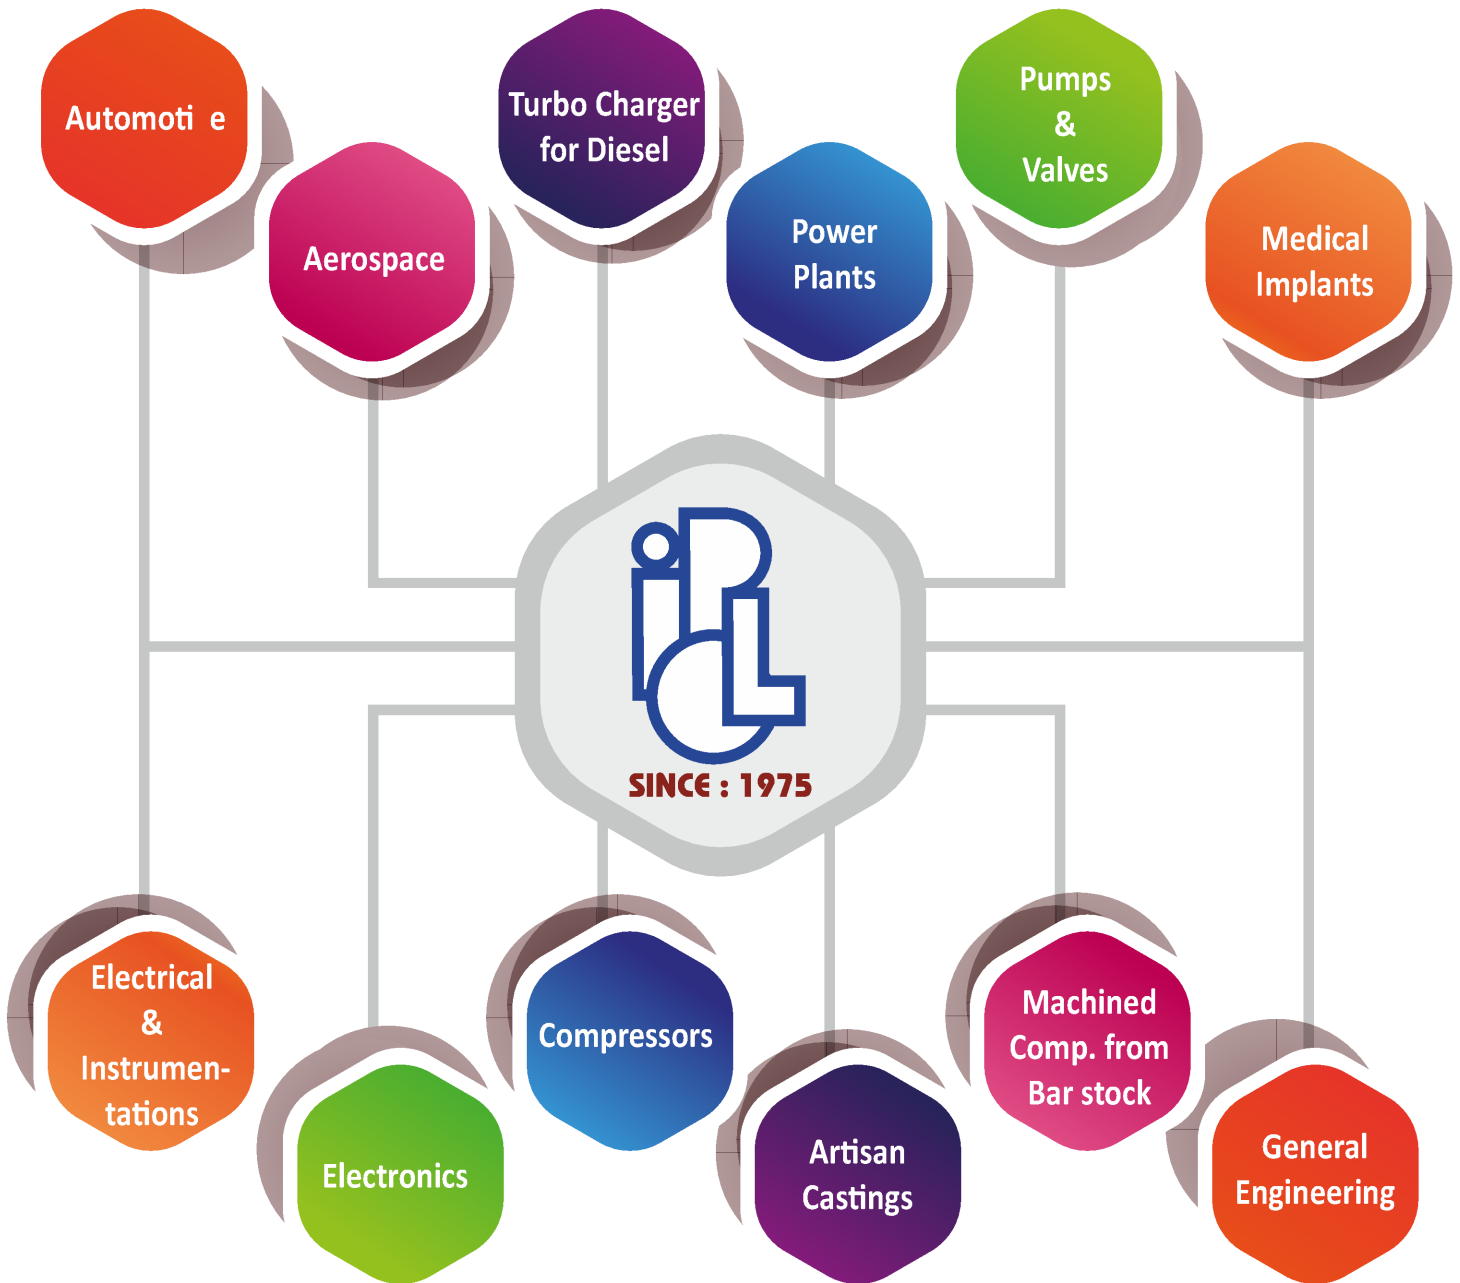 Automoti e
Turbo Charger
for Diesel
Pumps
&
Valves
Aerospace
Power
Plants
Medical
Implants
SINCE : 1975
Electrical
&
Instrumen-
tations
Compressors
Machined
Comp. from
Bar stock
Electronics
Artisan
Castings
General
Engineering